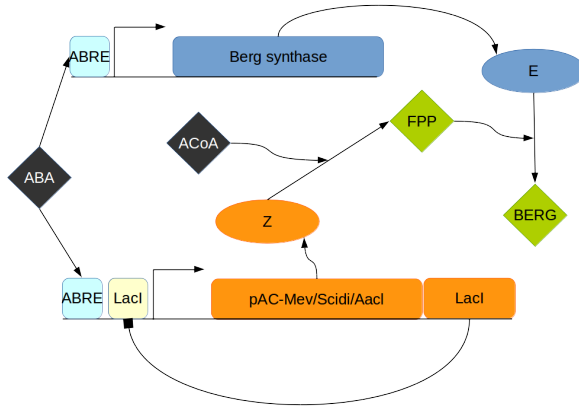 ABRE
Berg synthase
E
FPP
ACoA
ABA
BERG
Z
ABRE
LacI
pAC-Mev/Scidi/AacI
LacI